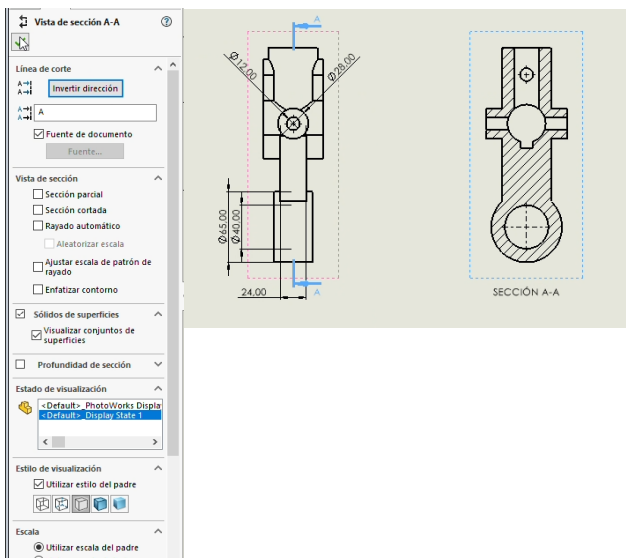 Vista de sección A-A
Línea de corte
Invertir dirección
A
Fuente de documento
Fuente...
Vista de sección
Sección parcial
Sección cortada
Rayado automático
Aleatorizar escala
Ajustar escala de patrón de
rayado
Enfatizar contorno
Sólidos de superficies
Visualizar conjuntos de
superficies
Profundidad de sección
Estado de visualización
<Default>_PhotoWorks Displa
<Default>_Display State 1
Estilo de visualización
Utilizar estilo del padre
Escala
Utilizar escala del padre
A
Ø12,00
Ø28,00
Ø65,00
Ø40,00
24,00
A
SECCIÓN A-A